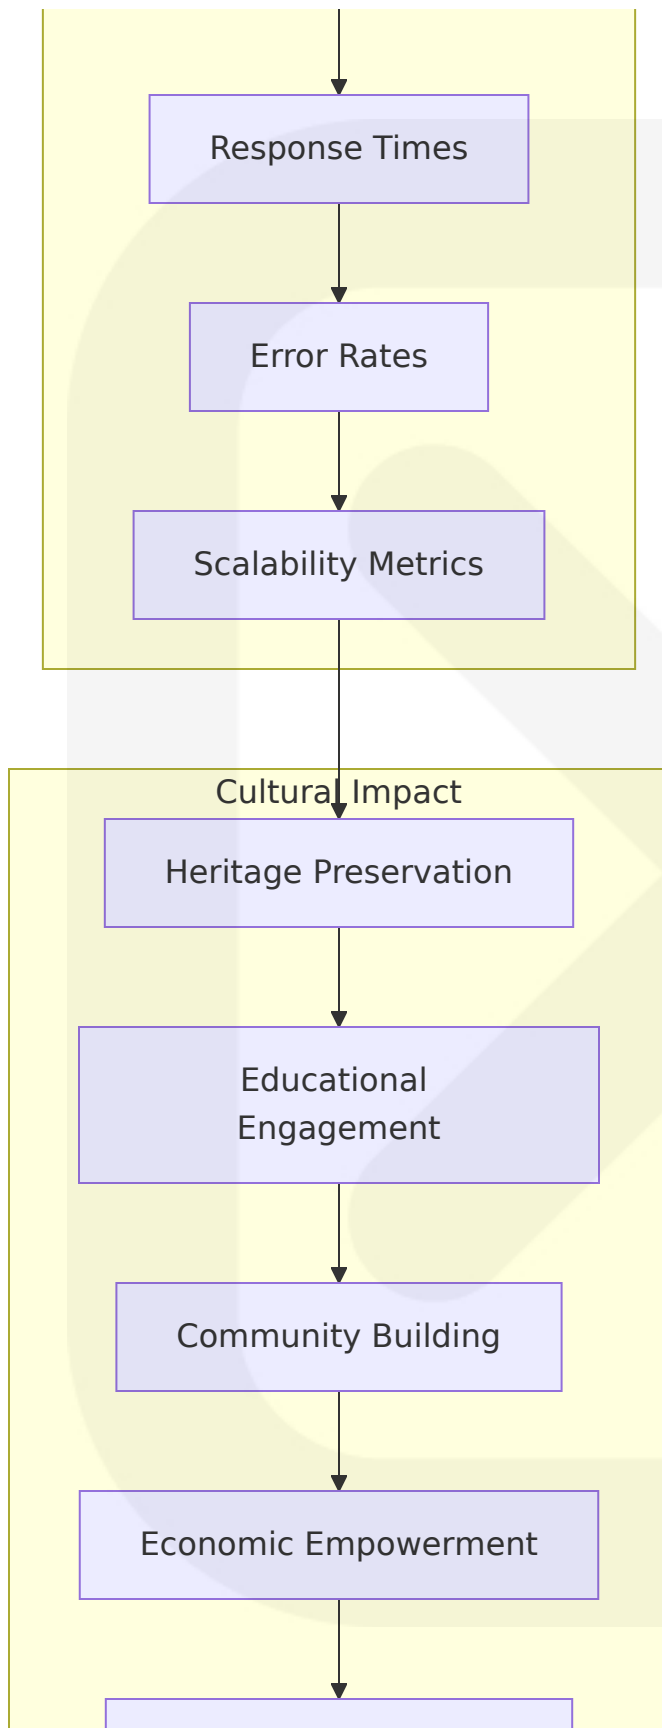 Response Times
Error Rates
Scalability Metrics
Cultural Impact
Heritage Preservation
Educational
Engagement
Community Building
Economic Empowerment